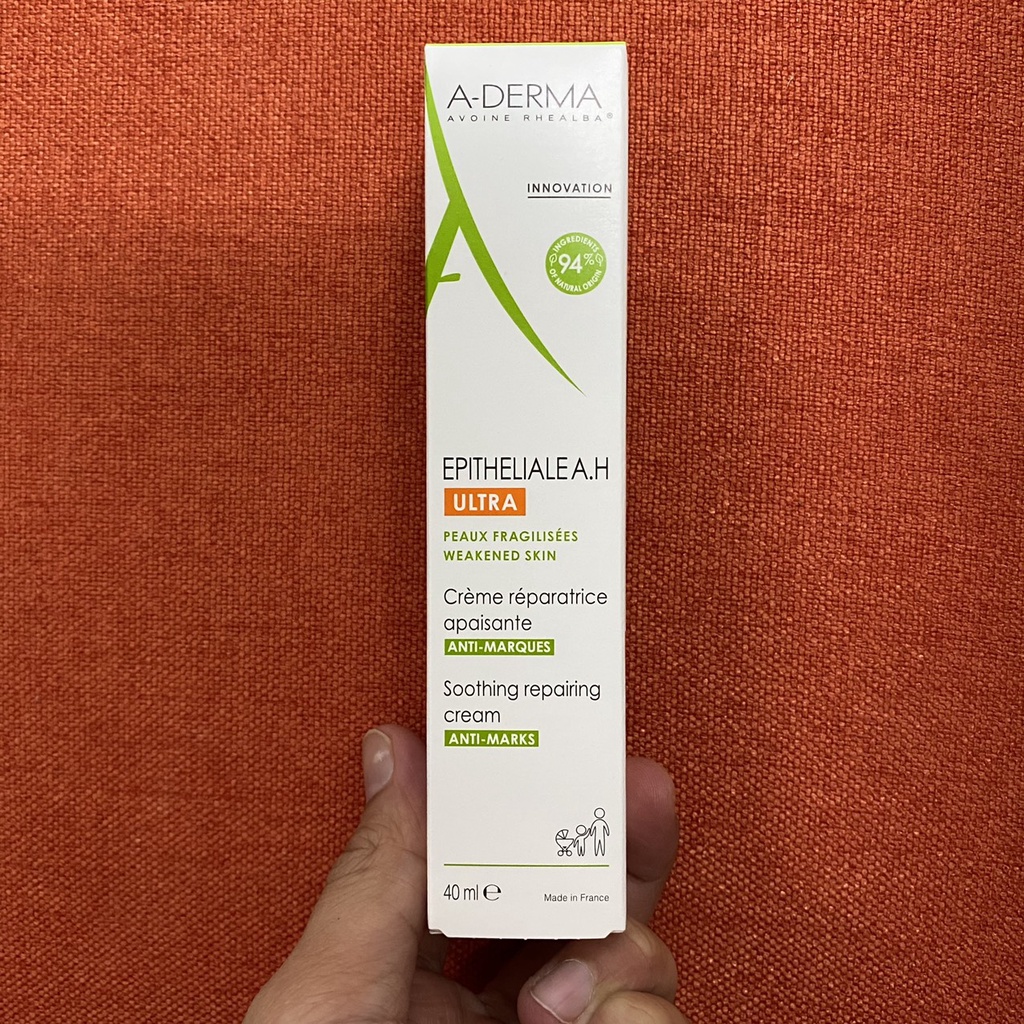 A-DERMA
AVOINE RHEALBA®
INNOVATION
INGREDIENTS
94%
OF NATURAL ORIGIN
EPITHELIALE A.H
ULTRA
PEAUX FRAGILISÉES
WEAKENED SKIN
Crème réparatrice
apaisante
ANTI-MARQUES
Soothing repairing
cream
ANTI-MARKS
40 ml ℮
Made in France